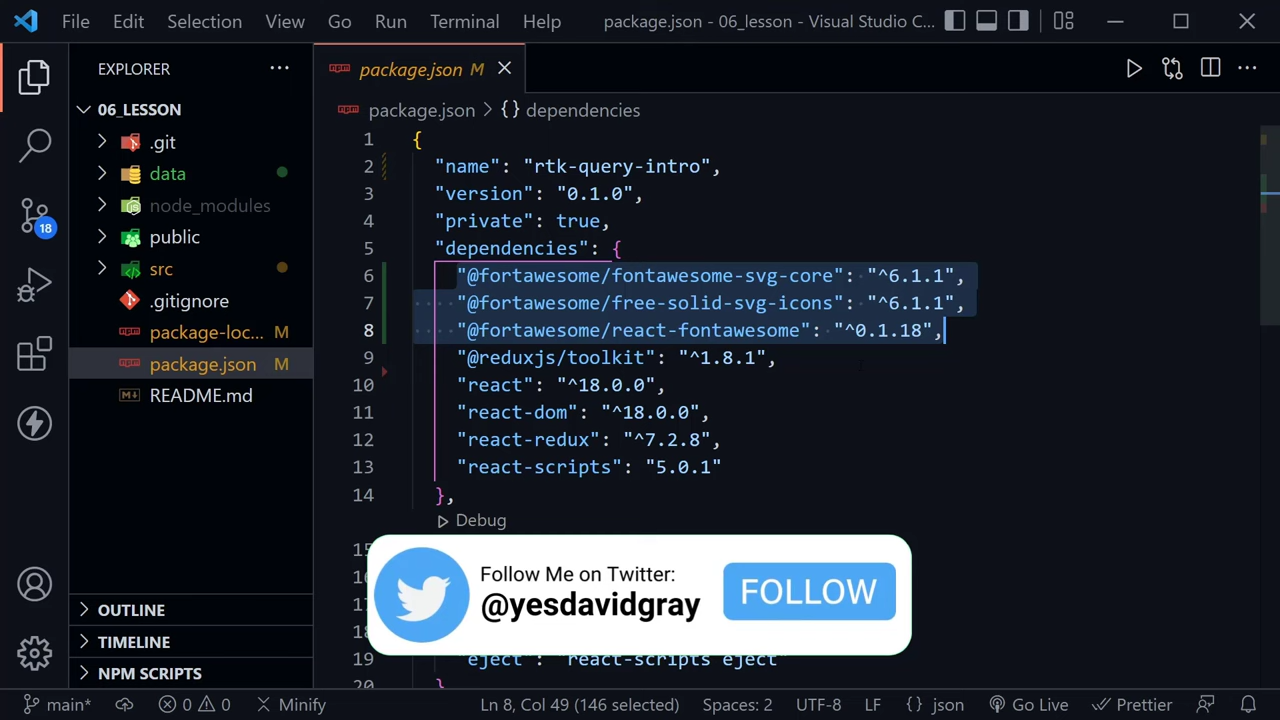 File Edit Selection View Go Run Terminal Help package.json - 06_lesson - Visual Studio C...
EXPLORER ...
package.json M
06_LESSON
package.json > {} dependencies
.git
data
node_modules
public
src
.gitignore
package-loc... M
package.json M
README.md
1 {
2 "name": "rtk-query-intro",
3 "version": "0.1.0",
4 "private": true,
5 "dependencies": {
6 "@fortawesome/fontawesome-svg-core": "^6.1.1",
7 "@fortawesome/free-solid-svg-icons": "^6.1.1",
8 "@fortawesome/react-fontawesome": "^0.1.18",
9 "@reduxjs/toolkit": "^1.8.1",
10 "react": "^18.0.0",
11 "react-dom": "^18.0.0",
12 "react-redux": "^7.2.8",
13 "react-scripts": "5.0.1"
14 },
Debug
Follow Me on Twitter:
@yesdavidgray
FOLLOW
19 "eject": "react-scripts eject"
20 }
18
OUTLINE
TIMELINE
NPM SCRIPTS
main* 0 0 Minify Ln 8, Col 49 (146 selected) Spaces: 2 UTF-8 LF {} json Go Live Prettier